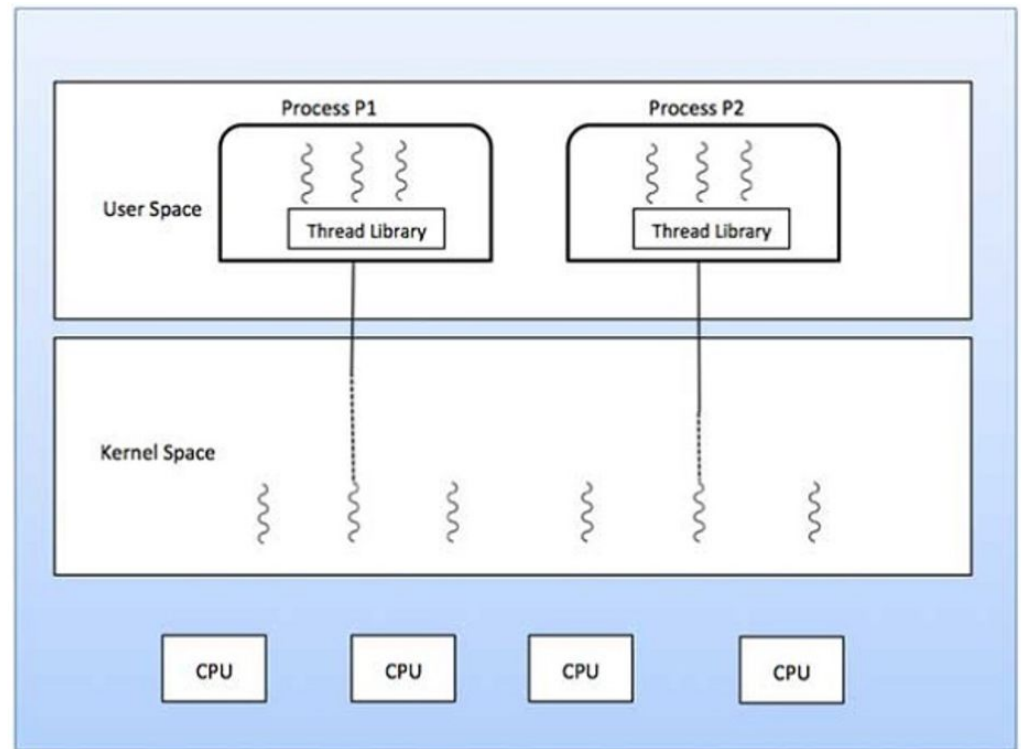 Process P1
Process P2
User Space
Thread Library
Thread Library
Kernel Space
CPU
CPU
CPU
CPU